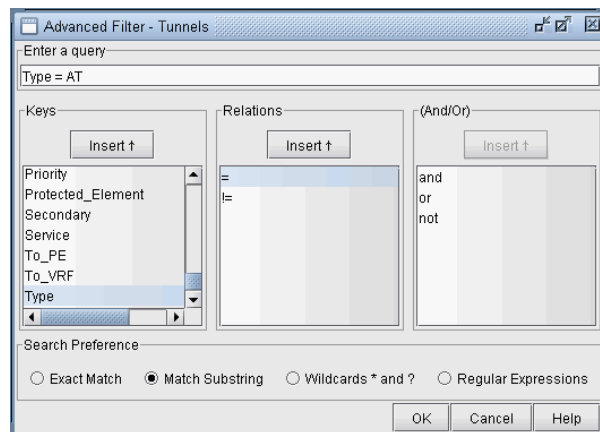 Advanced Filter - Tunnels
Enter a query
Type = AT
Keys
Insert ↑
Priority
Protected_Element
Secondary
Service
To_PE
To_VRF
Type
Relations
Insert ↑
=
!=
(And/Or)
Insert ↑
and
or
not
Search Preference
Exact Match Match Substring Wildcards * and ? Regular Expressions
OK Cancel Help